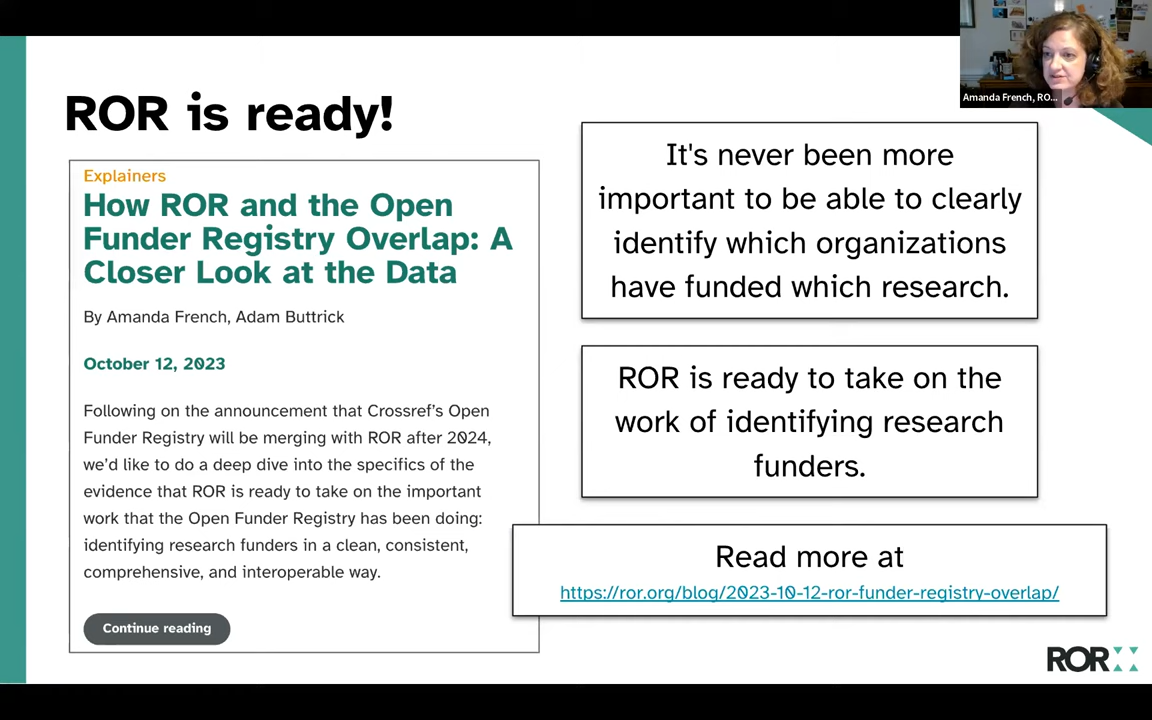 Amanda French, RO...
ROR is ready!
Explainers
How ROR and the Open
Funder Registry Overlap: A
Closer Look at the Data
By Amanda French, Adam Buttrick
October 12, 2023
Following on the announcement that Crossref’s Open
Funder Registry will be merging with ROR after 2024,
we’d like to do a deep dive into the specifics of the
evidence that ROR is ready to take on the important
work that the Open Funder Registry has been doing:
identifying research funders in a clean, consistent,
comprehensive, and interoperable way.
Continue reading
It's never been more
important to be able to clearly
identify which organizations
have funded which research.
ROR is ready to take on the
work of identifying research
funders.
Read more at
https://ror.org/blog/2023-10-12-ror-funder-registry-overlap/
ROR